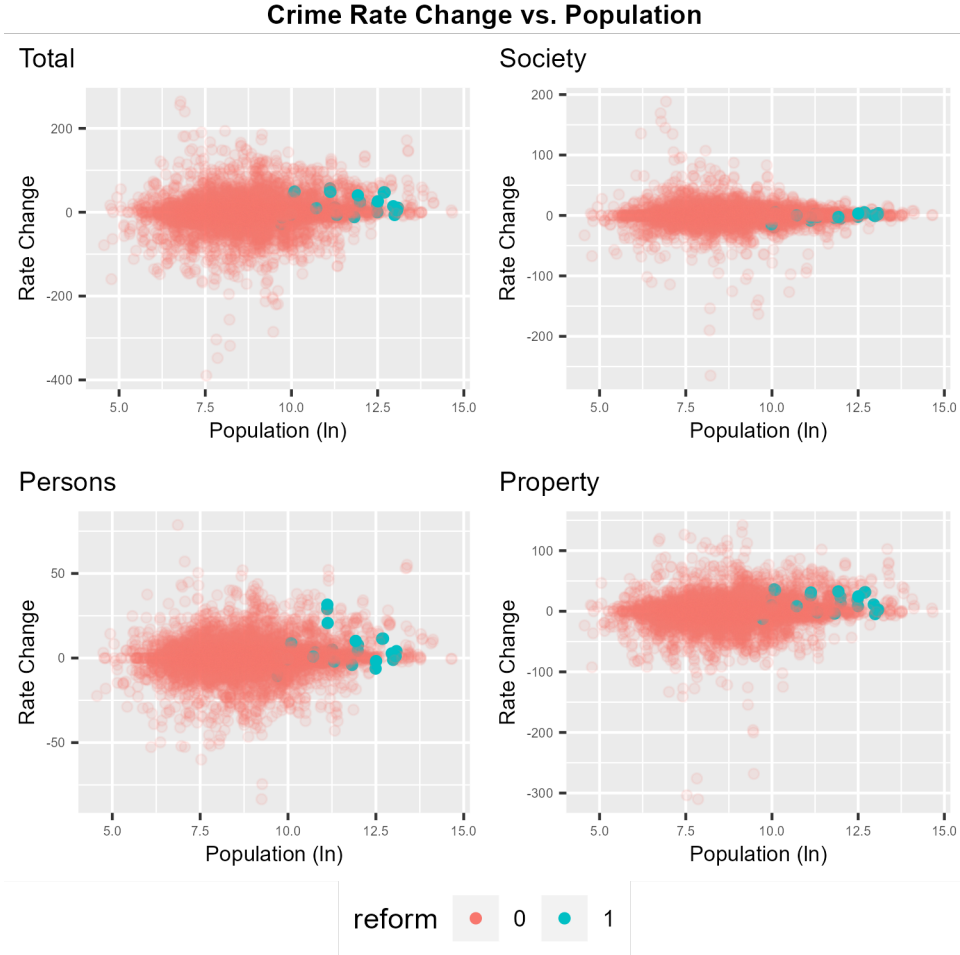 Crime Rate Change vs. Population
Total
Rate Change
200
0
-200
-400
5.0 7.5 10.0 12.5 15.0
Population (ln)
Society
Rate Change
200
100
0
-100
-200
5.0 7.5 10.0 12.5 15.0
Population (ln)
Persons
Rate Change
50
0
-50
5.0 7.5 10.0 12.5 15.0
Population (ln)
Property
Rate Change
100
0
-100
-200
-300
5.0 7.5 10.0 12.5 15.0
Population (ln)
reform 0 1